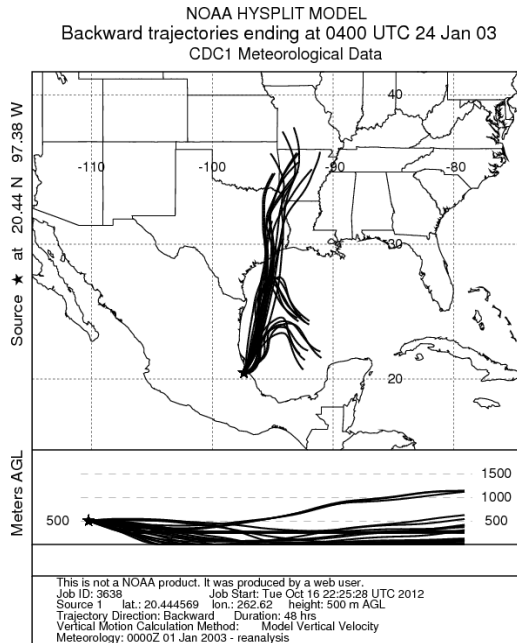 NOAA HYSPLIT MODEL
Backward trajectories ending at 0400 UTC 24 Jan 03
CDC1 Meteorological Data
Source ★ at 20.44 N 97.38 W
40
-110 -100 -90 -80
30
20
Meters AGL
1500
1000
500 500
This is not a NOAA product. It was produced by a web user.
Job ID: 3638 Job Start: Tue Oct 16 22:25:28 UTC 2012
Source 1 lat.: 20.444569 lon.: 262.62 height: 500 m AGL
Trajectory Direction: Backward Duration: 48 hrs
Vertical Motion Calculation Method: Model Vertical Velocity
Meteorology: 0000Z 01 Jan 2003 - reanalysis